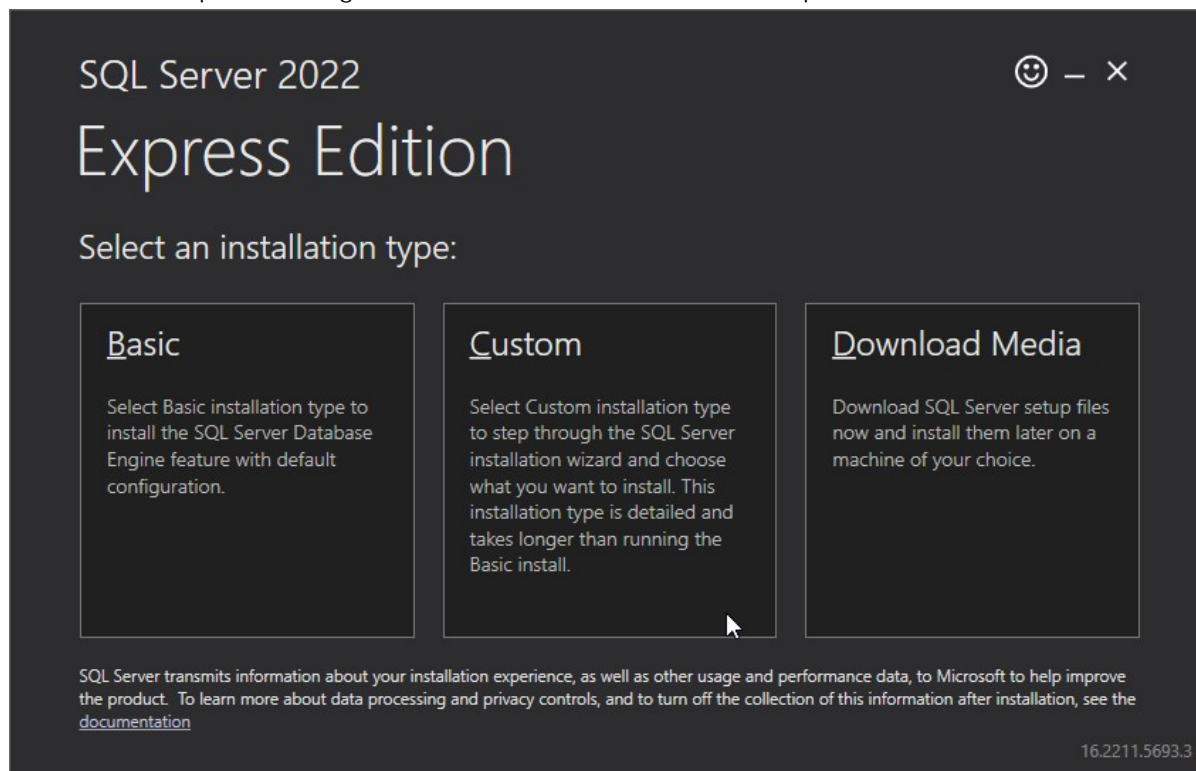 SQL Server 2022
Express Edition
Select an installation type:
Basic
Select Basic installation type to
install the SQL Server Database
Engine feature with default
configuration.
Custom
Select Custom installation type
to step through the SQL Server
installation wizard and choose
what you want to install. This
installation type is detailed and
takes longer than running the
Basic install.
Download Media
Download SQL Server setup files
now and install them later on a
machine of your choice.
SQL Server transmits information about your installation experience, as well as other usage and performance data, to Microsoft to help improve
the product.  To learn more about data processing and privacy controls, and to turn off the collection of this information after installation, see the
documentation
16.2211.5693.3